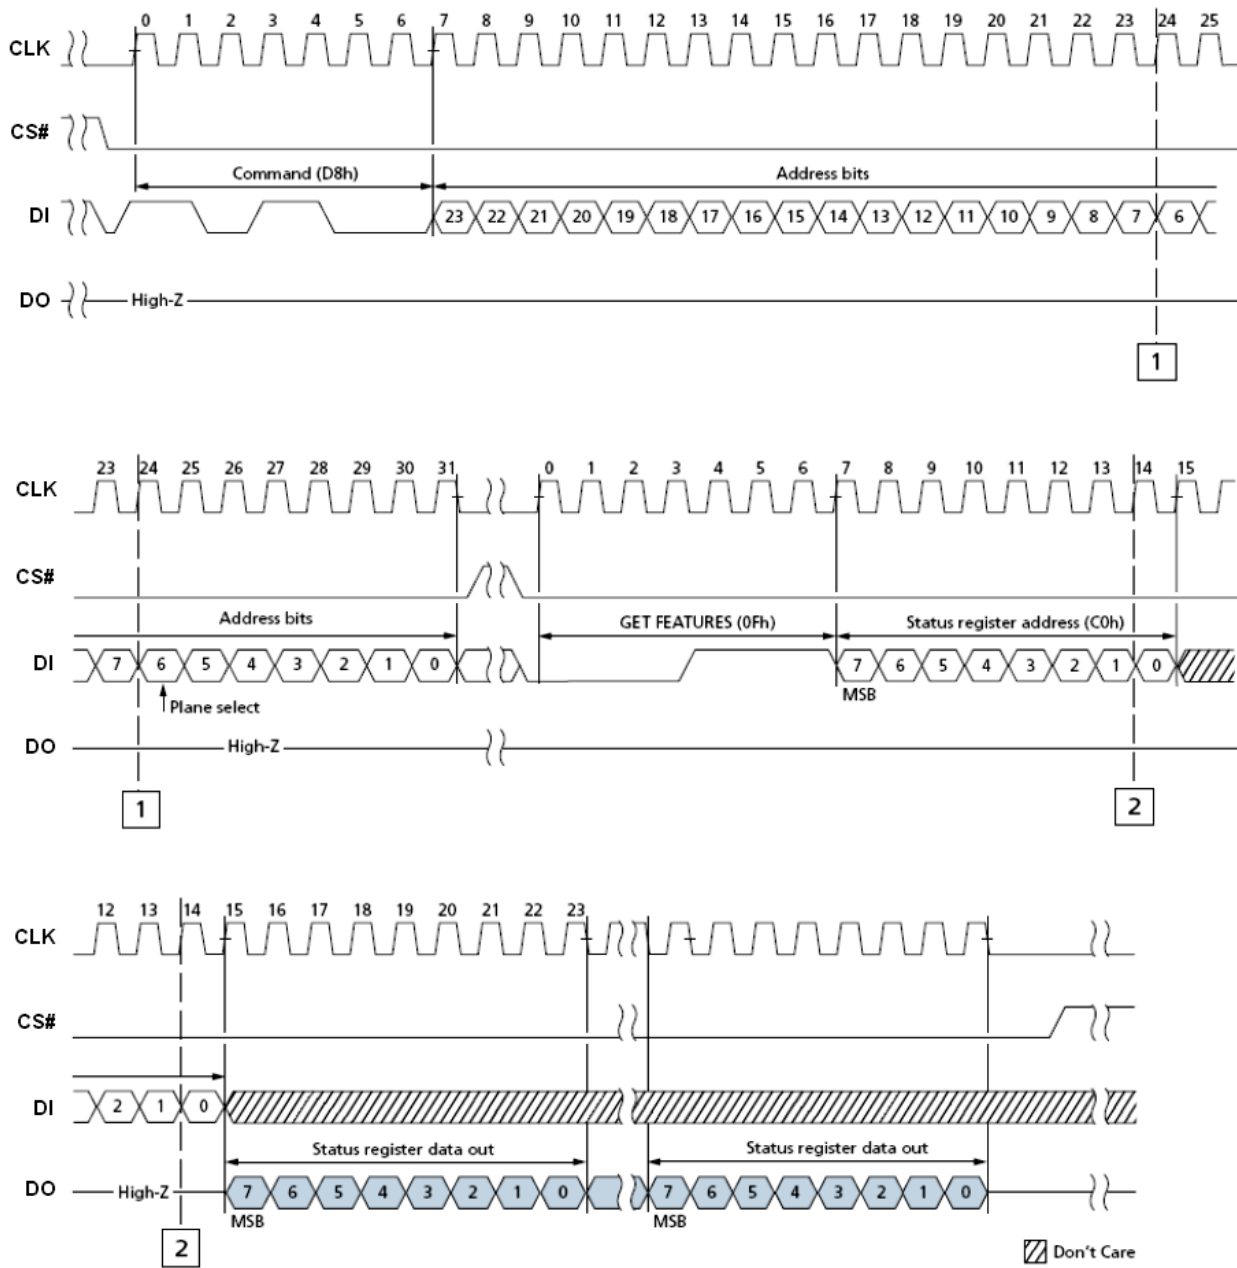 0 1 2 3 4 5 6 7 8 9 10 11 12 13 14 15 16 17 18 19 20 21 22 23 24 25
CLK
CS#
Command (D8h) Address bits
DI 23 22 21 20 19 18 17 16 15 14 13 12 11 10 9 8 7 6
DO High-Z
1
23 24 25 26 27 28 29 30 31 0 1 2 3 4 5 6 7 8 9 10 11 12 13 14 15
CLK
CS#
Address bits GET FEATURES (0Fh) Status register address (C0h)
DI 7 6 5 4 3 2 1 0 7 6 5 4 3 2 1 0
Plane select MSB
DO High-Z
1 2
12 13 14 15 16 17 18 19 20 21 22 23
CLK
CS#
DI 2 1 0
Status register data out Status register data out
DO High-Z 7 6 5 4 3 2 1 0 7 6 5 4 3 2 1 0
MSB MSB
2
Don't Care